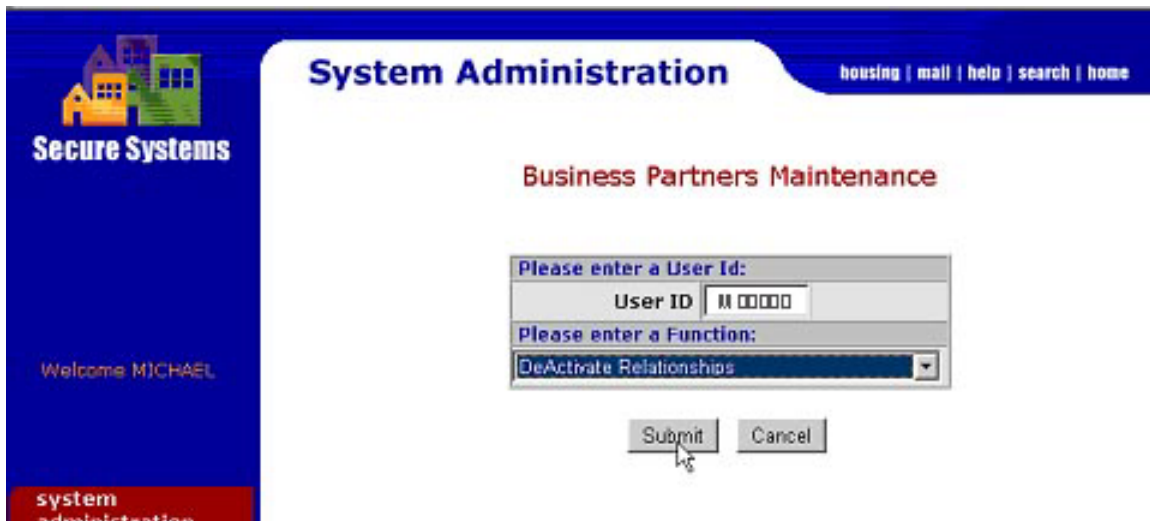 System Administration
housing | mail | help | search | home
Secure Systems
Business Partners Maintenance
Please enter a User Id:
User ID M □□□□□
Please enter a Function:
DeActivate Relationships
Welcome MICHAEL
Submit Cancel
system
administration